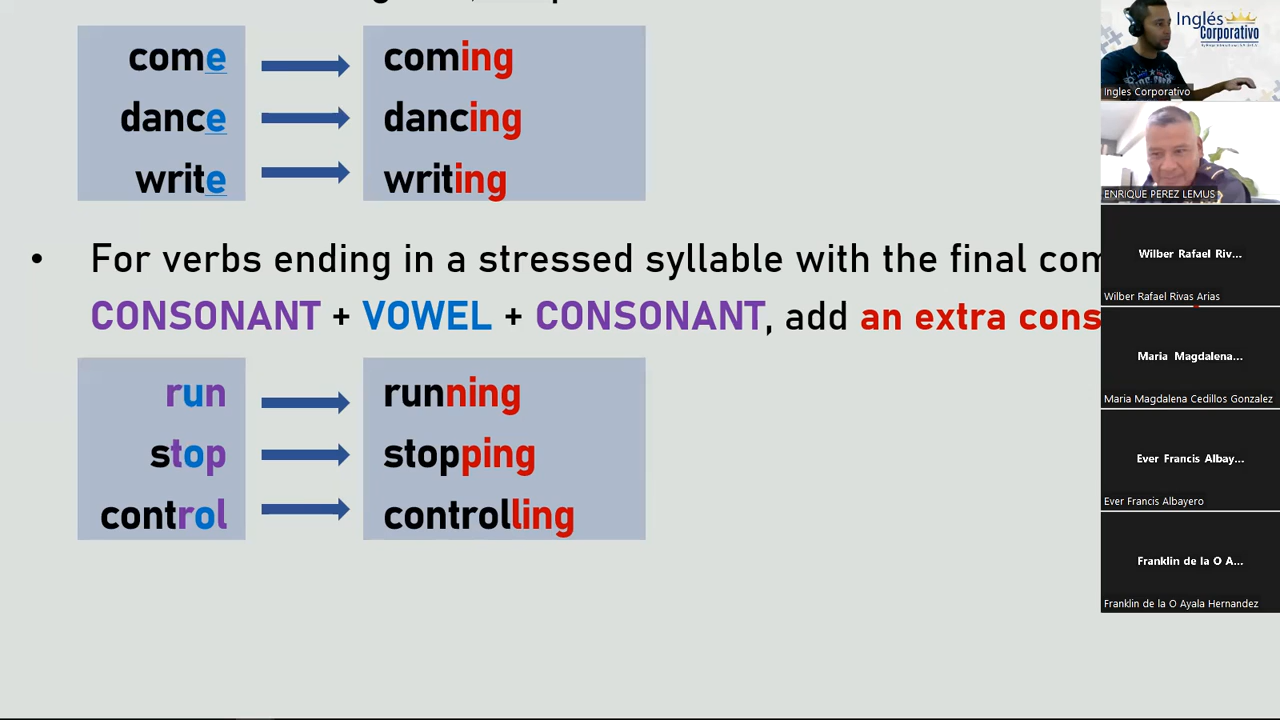 come coming
dance dancing
write writing
• For verbs ending in a stressed syllable with the final
CONSONANT + VOWEL + CONSONANT, add an extra
run running
stop stopping
control controlling
Inglés
Corporativo
Ingles Corporativo
ENRIQUE PEREZ LEMUS
Wilber Rafael Riv...
Wilber Rafael Rivas Arias
Maria Magdalena...
Maria Magdalena Cedillos Gonzalez
Ever Francis Albay...
Ever Francis Albayero
Franklin de la O A...
Franklin de la O Ayala Hernandez